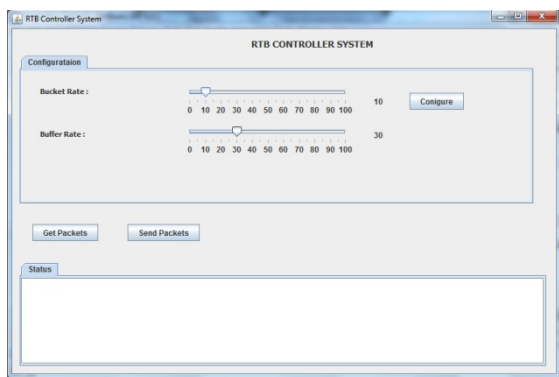 RTB Controller System
RTB CONTROLLER SYSTEM
Configurataion
Bucket Rate :
0 10 20 30 40 50 60 70 80 90 100
10
Conigure
Buffer Rate :
0 10 20 30 40 50 60 70 80 90 100
30
Get Packets
Send Packets
Status